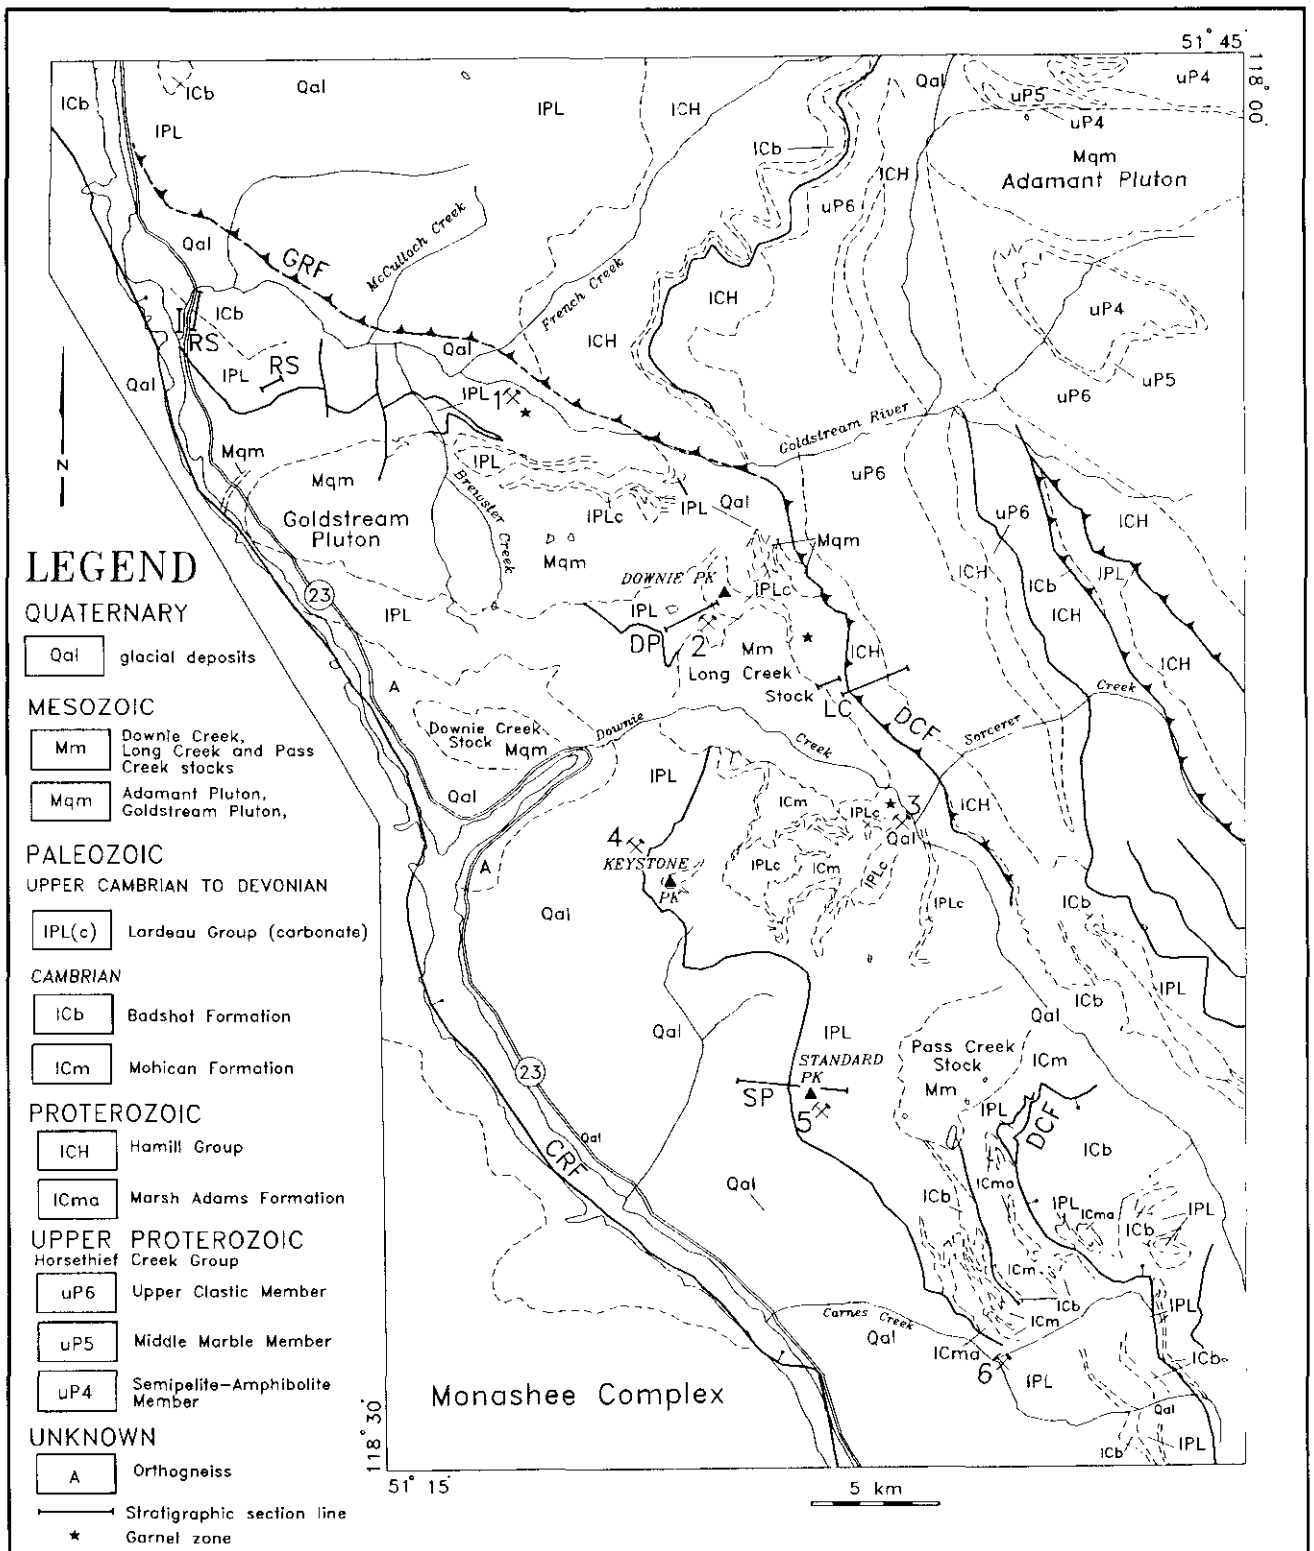 51° 45'
118° 00'
ICb
ICb
Qal
IPL
IPL
ICH
ICb
Qal
uP5
uP4
uP4
Mqm
Adamant Pluton
ICH
uP6
Qal
GRF
McCulloch Creek
French Creek
ICH
ICH
uP4
uP5
uP6
ICb
RS
Qal
IPL
RS
Qal
IPL
1
Goldstream River
uP6
Mqm
Mqm
IPL
Goldstream
Pluton
Brewster
Creek
IPLc
IPL
Qal
Mqm
Mqm
uP6
ICH
ICb
IPL
ICH
ICH
ICH
N
23
IPL
DOWNIE PK
IPLc
IPL
DP
2
Mm
Long Creek
Stock
ICH
LC
DCF
A
Downie Creek
Stock
Mqm
Downie
Creek
Sorcerer
Creek
Qal
IPL
ICm
IPLc
3
Qal
ICH
4
KEYSTONE
PK
IPLc
ICm
IPLc
IPLc
A
Qal
ICb
ICb
IPL
Qal
Qal
IPL
Pass Creek
Stock
Mm
ICm
STANDARD
PK
SP
5
IPL
DCF
ICb
23
Qal
CRF
Qal
ICb
ICma
IPL
ICma
ICb
IPL
ICm
ICb
ICm
IPL
Carnes Creek
Qal
ICma
6
IPL
ICb
Qal
ICb
IPL
Monashee Complex
118° 30'
51° 15'
5 km
LEGEND
QUATERNARY
Qal glacial deposits
MESOZOIC
Mm Downie Creek,
Long Creek and Pass
Creek stocks
Mqm Adamant Pluton,
Goldstream Pluton,
PALEOZOIC
UPPER CAMBRIAN TO DEVONIAN
IPL(c) Lardeau Group (carbonate)
CAMBRIAN
ICb Badshot Formation
ICm Mohican Formation
PROTEROZOIC
ICH Hamill Group
ICma Marsh Adams Formation
UPPER PROTEROZOIC
Horsethief Creek Group
uP6 Upper Clastic Member
uP5 Middle Marble Member
uP4 Semipelite-Amphibolite
Member
UNKNOWN
A Orthogneiss
Stratigraphic section line
Garnet zone